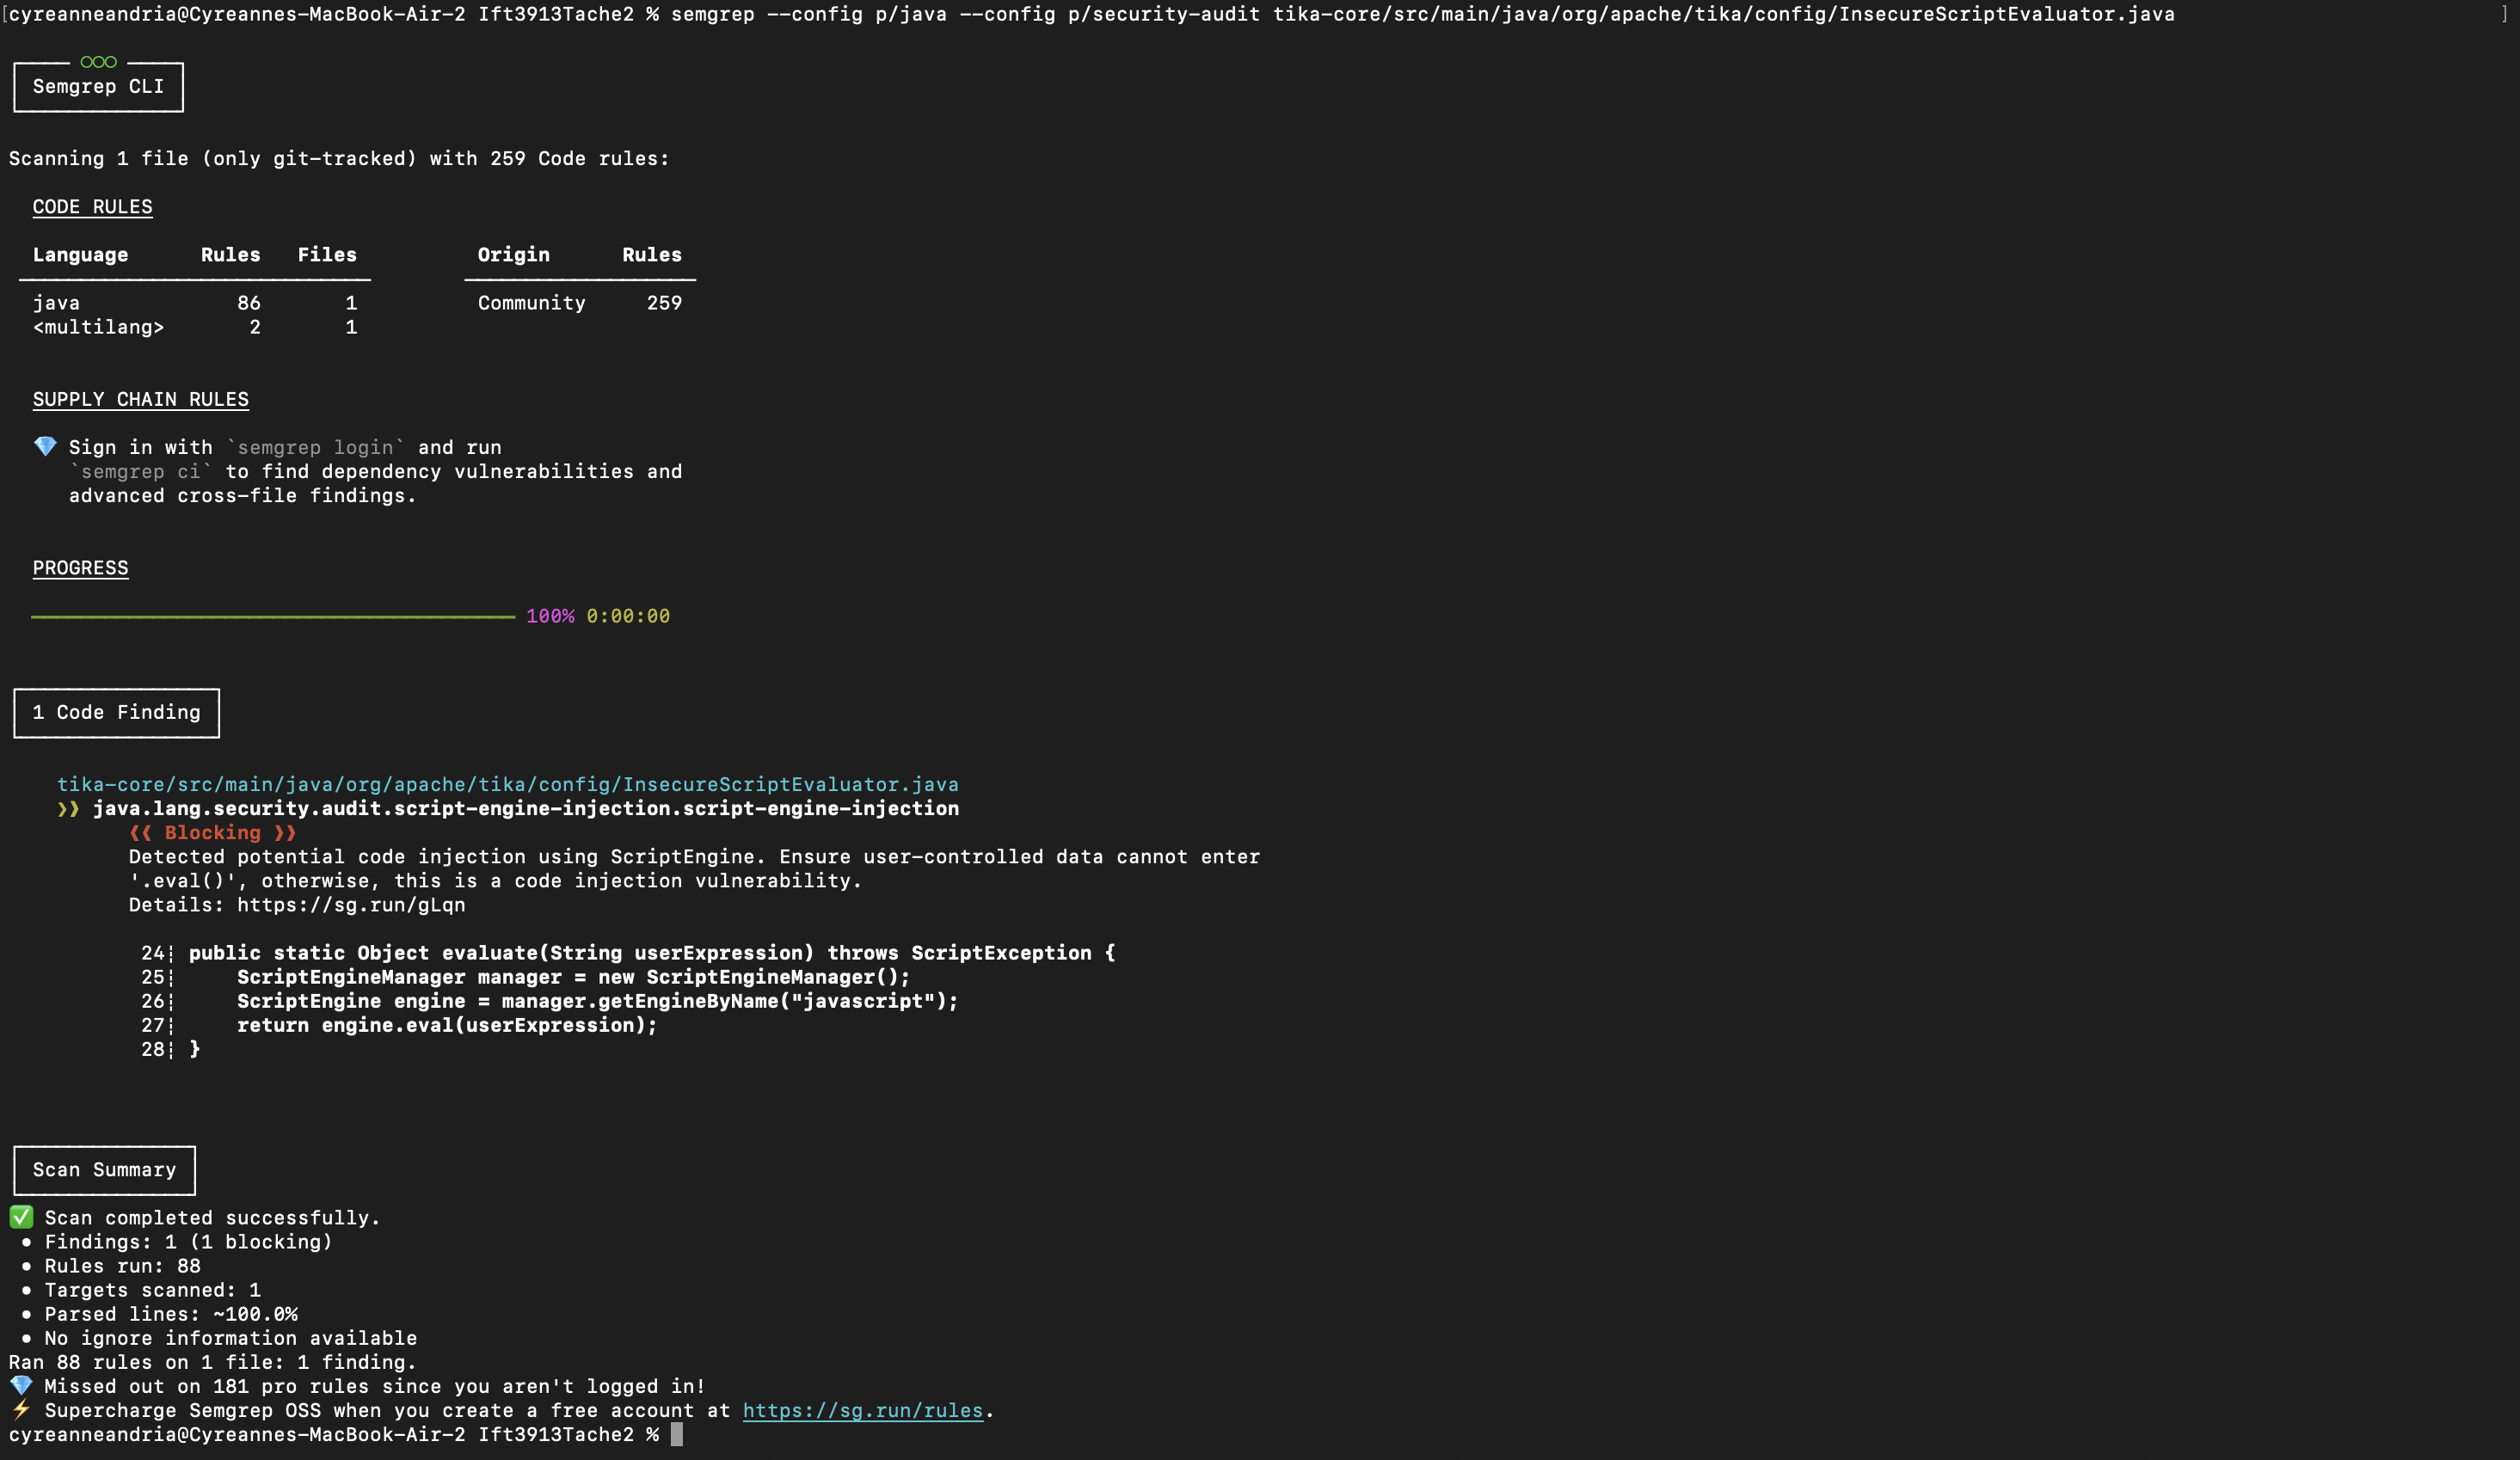 [cyreanneandria@Cyreannes-MacBook-Air-2 Ift3913Tache2 % semgrep --config p/java --config p/security-audit tika-core/src/main/java/org/apache/tika/config/InsecureScriptEvaluator.java ]
○○○
Semgrep CLI
Scanning 1 file (only git-tracked) with 259 Code rules:
CODE RULES
Language Rules Files Origin Rules
java 86 1 Community 259
<multilang> 2 1
SUPPLY CHAIN RULES
💎 Sign in with `semgrep login` and run
`semgrep ci` to find dependency vulnerabilities and
advanced cross-file findings.
PROGRESS
100% 0:00:00
1 Code Finding
tika-core/src/main/java/org/apache/tika/config/InsecureScriptEvaluator.java
❯❱ java.lang.security.audit.script-engine-injection.script-engine-injection
❰❰ Blocking ❱❱
Detected potential code injection using ScriptEngine. Ensure user-controlled data cannot enter
'.eval()', otherwise, this is a code injection vulnerability.
Details: https://sg.run/gLqn
24┆ public static Object evaluate(String userExpression) throws ScriptException {
25┆ ScriptEngineManager manager = new ScriptEngineManager();
26┆ ScriptEngine engine = manager.getEngineByName("javascript");
27┆ return engine.eval(userExpression);
28┆ }
Scan Summary
✅ Scan completed successfully.
• Findings: 1 (1 blocking)
• Rules run: 88
• Targets scanned: 1
• Parsed lines: ~100.0%
• No ignore information available
Ran 88 rules on 1 file: 1 finding.
💎 Missed out on 181 pro rules since you aren't logged in!
⚡ Supercharge Semgrep OSS when you create a free account at https://sg.run/rules.
cyreanneandria@Cyreannes-MacBook-Air-2 Ift3913Tache2 %